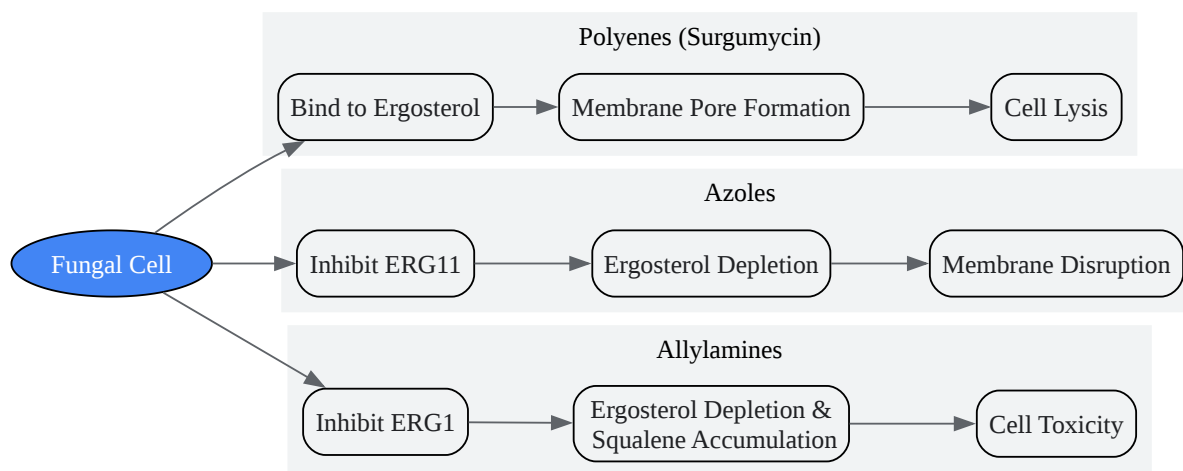 Polyenes (Surgumycin)
Bind to Ergosterol
Membrane Pore Formation
Cell Lysis
Azoles
Fungal Cell
Inhibit ERG11
Ergosterol Depletion
Membrane Disruption
Allylamines
Inhibit ERG1
Ergosterol Depletion &
Squalene Accumulation
Cell Toxicity